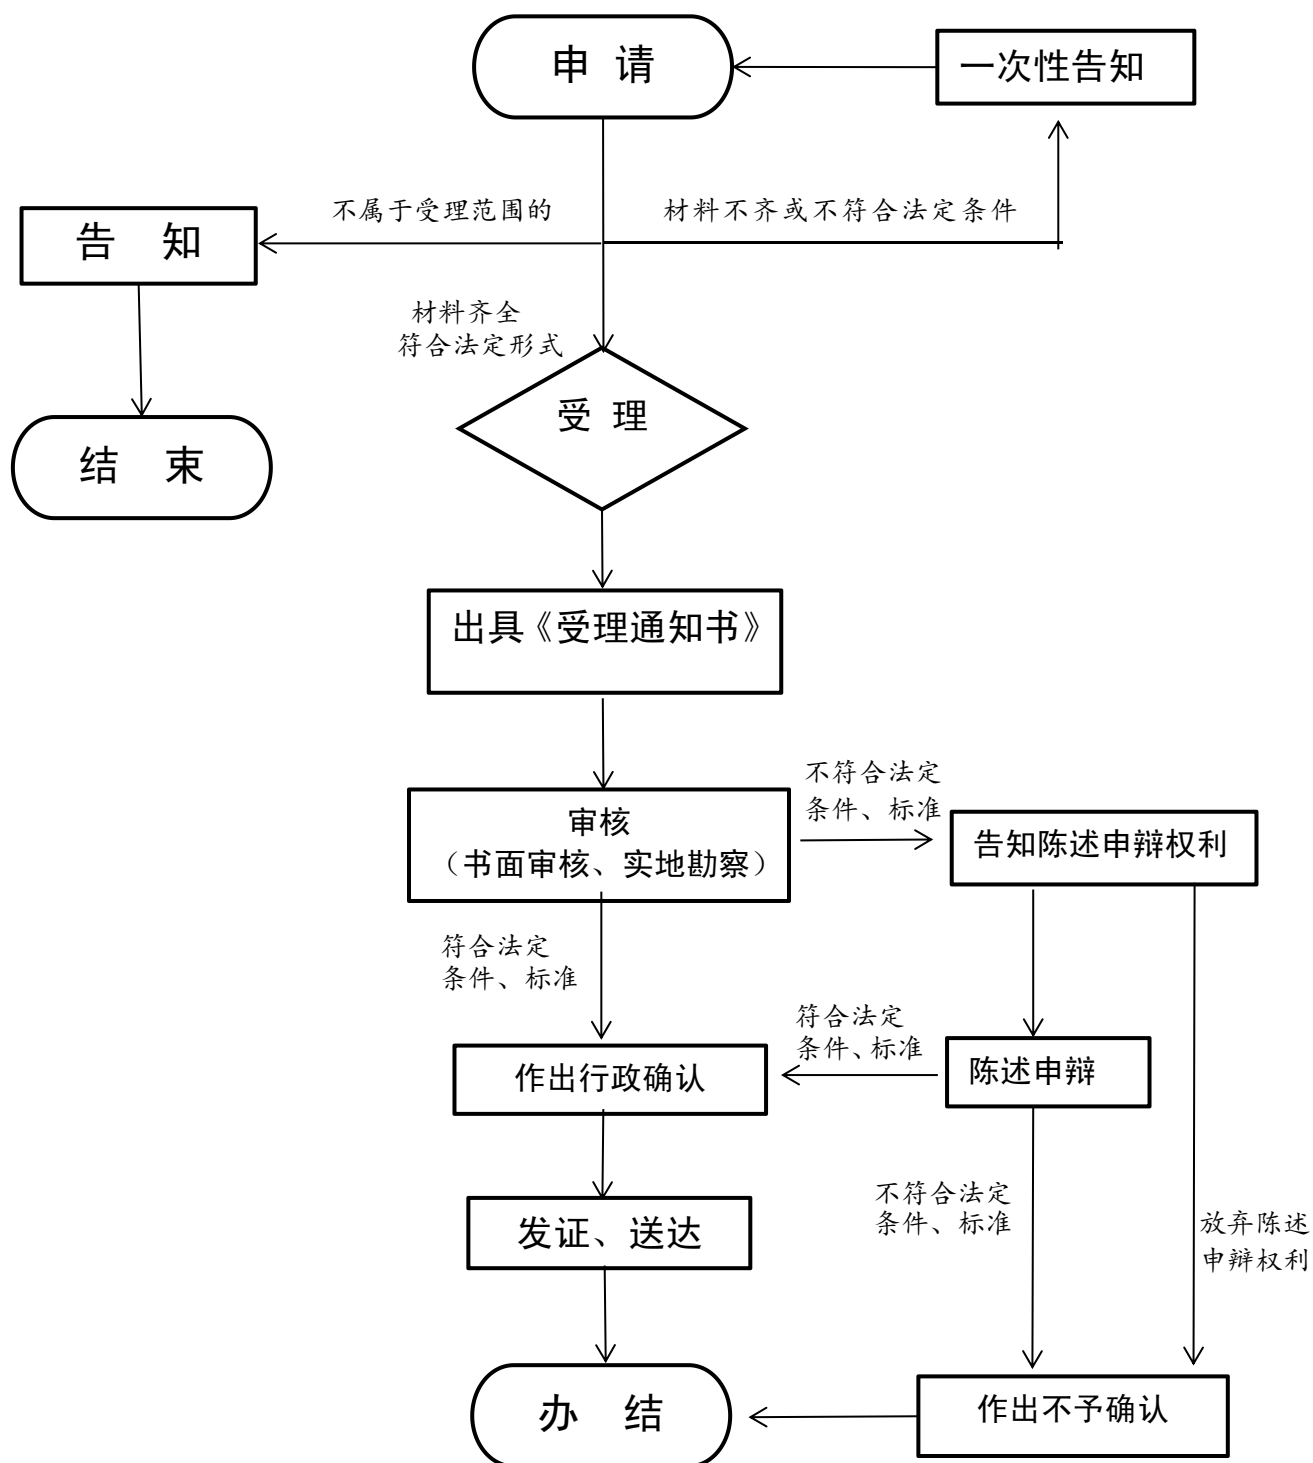 申 请
一次性告知
不属于受理范围的
材料不齐或不符合法定条件
告 知
材料齐全
符合法定形式
受 理
结 束
出具《受理通知书》
不符合法定
条件、标准
审核
（书面审核、实地勘察）
告知陈述申辩权利
符合法定
条件、标准
符合法定
条件、标准
作出行政确认
陈述申辩
不符合法定
条件、标准
放弃陈述
申辩权利
发证、送达
办 结
作出不予确认